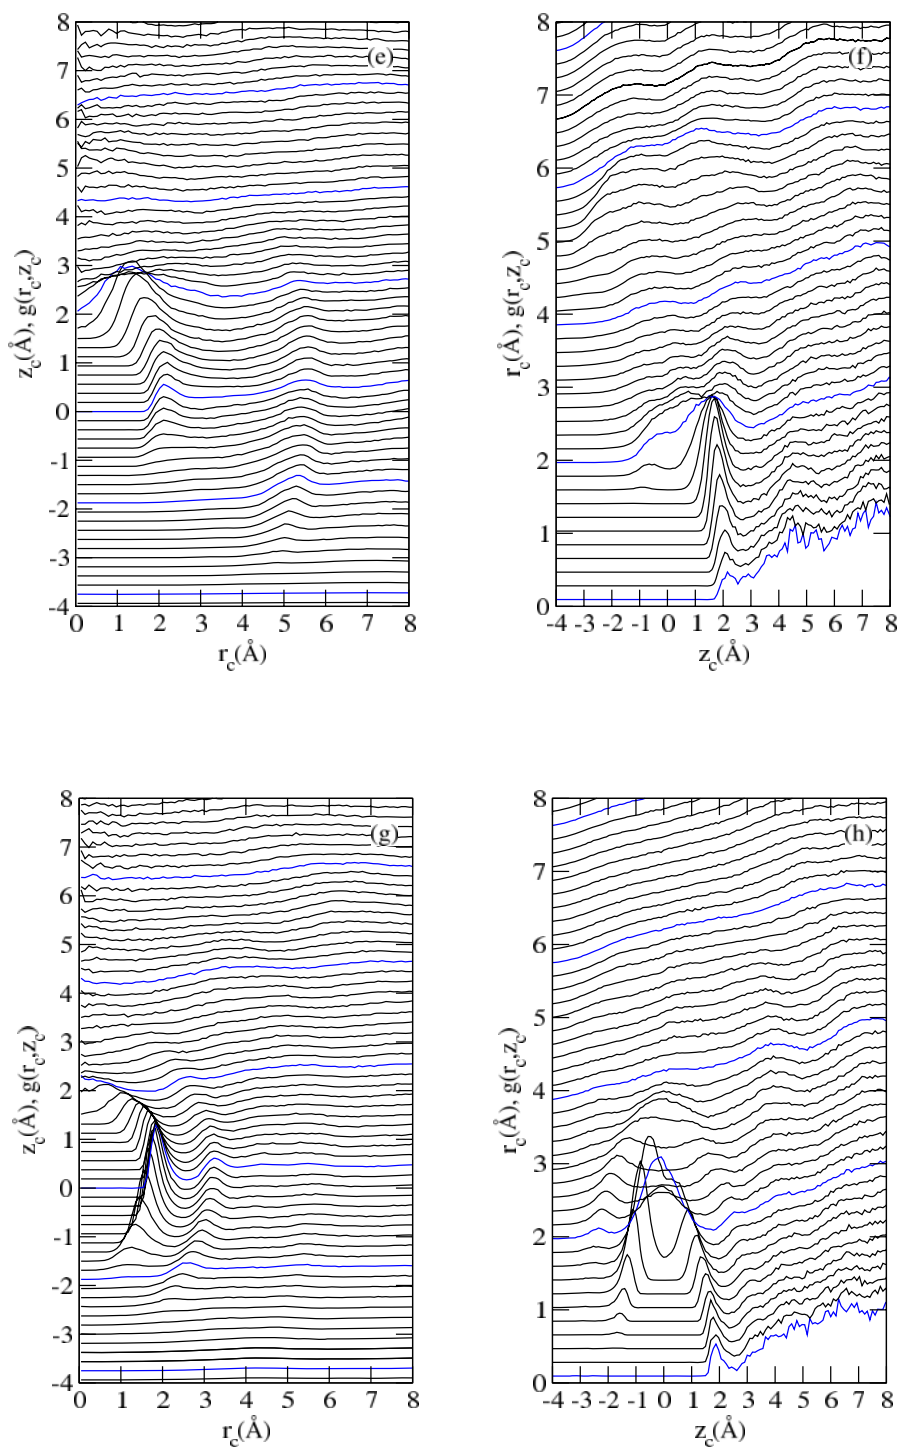 8
7
6
5
4
3
2
1
0
-1
-2
-3
-4
z_c(Å), g(r_c,z_c)
(e)
0 1 2 3 4 5 6 7 8
r_c(Å)
8
7
6
5
4
3
2
1
0
r_c(Å), g(r_c,z_c)
(f)
-4 -3 -2 -1 0 1 2 3 4 5 6 7 8
z_c(Å)
8
7
6
5
4
3
2
1
0
-1
-2
-3
-4
z_c(Å), g(r_c,z_c)
(g)
0 1 2 3 4 5 6 7 8
r_c(Å)
8
7
6
5
4
3
2
1
0
r_c(Å), g(r_c,z_c)
(h)
-4 -3 -2 -1 0 1 2 3 4 5 6 7 8
z_c(Å)